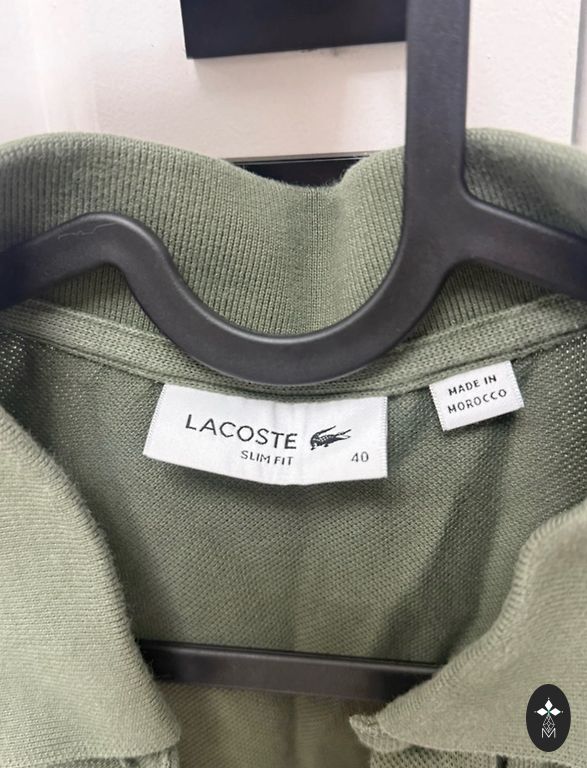 MADE IN
MOROCCO
LACOSTE
SLIM FIT
40